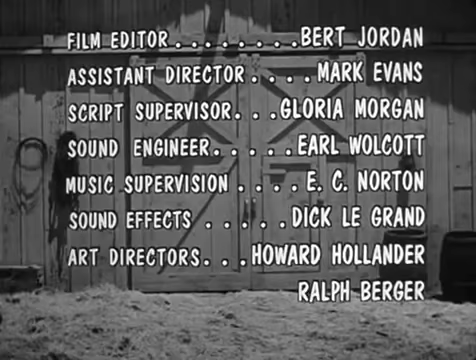 FILM EDITOR........BERT JORDAN
ASSISTANT DIRECTOR....MARK EVANS
SCRIPT SUPERVISOR...GLORIA MORGAN
SOUND ENGINEER.....EARL WOLCOTT
MUSIC SUPERVISION....E. C. NORTON
SOUND EFFECTS.....DICK LE GRAND
ART DIRECTORS...HOWARD HOLLANDER
RALPH BERGER